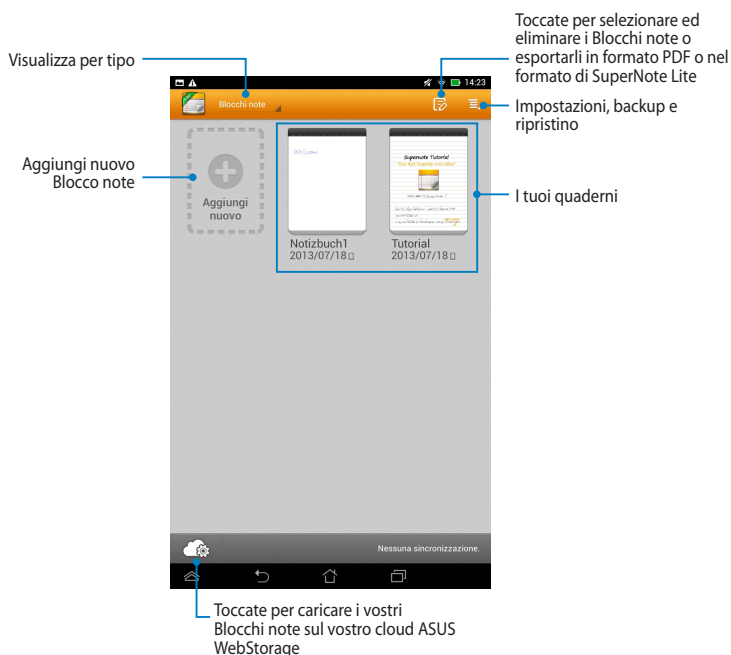 Toccate per selezionare ed
eliminare i Blocchi note o
esportarli in formato PDF o nel
formato di SuperNote Lite
Visualizza per tipo
14:23
Blocchi note
Impostazioni, backup e
ripristino
Aggiungi nuovo
Blocco note
Aggiungi
nuovo
Welcom
Supernote Tutorial
I tuoi quaderni
Notizbuch1
2013/07/18
Tutorial
2013/07/18
Nessuna sincronizzazione.
Toccate per caricare i vostri
Blocchi note sul vostro cloud ASUS
WebStorage